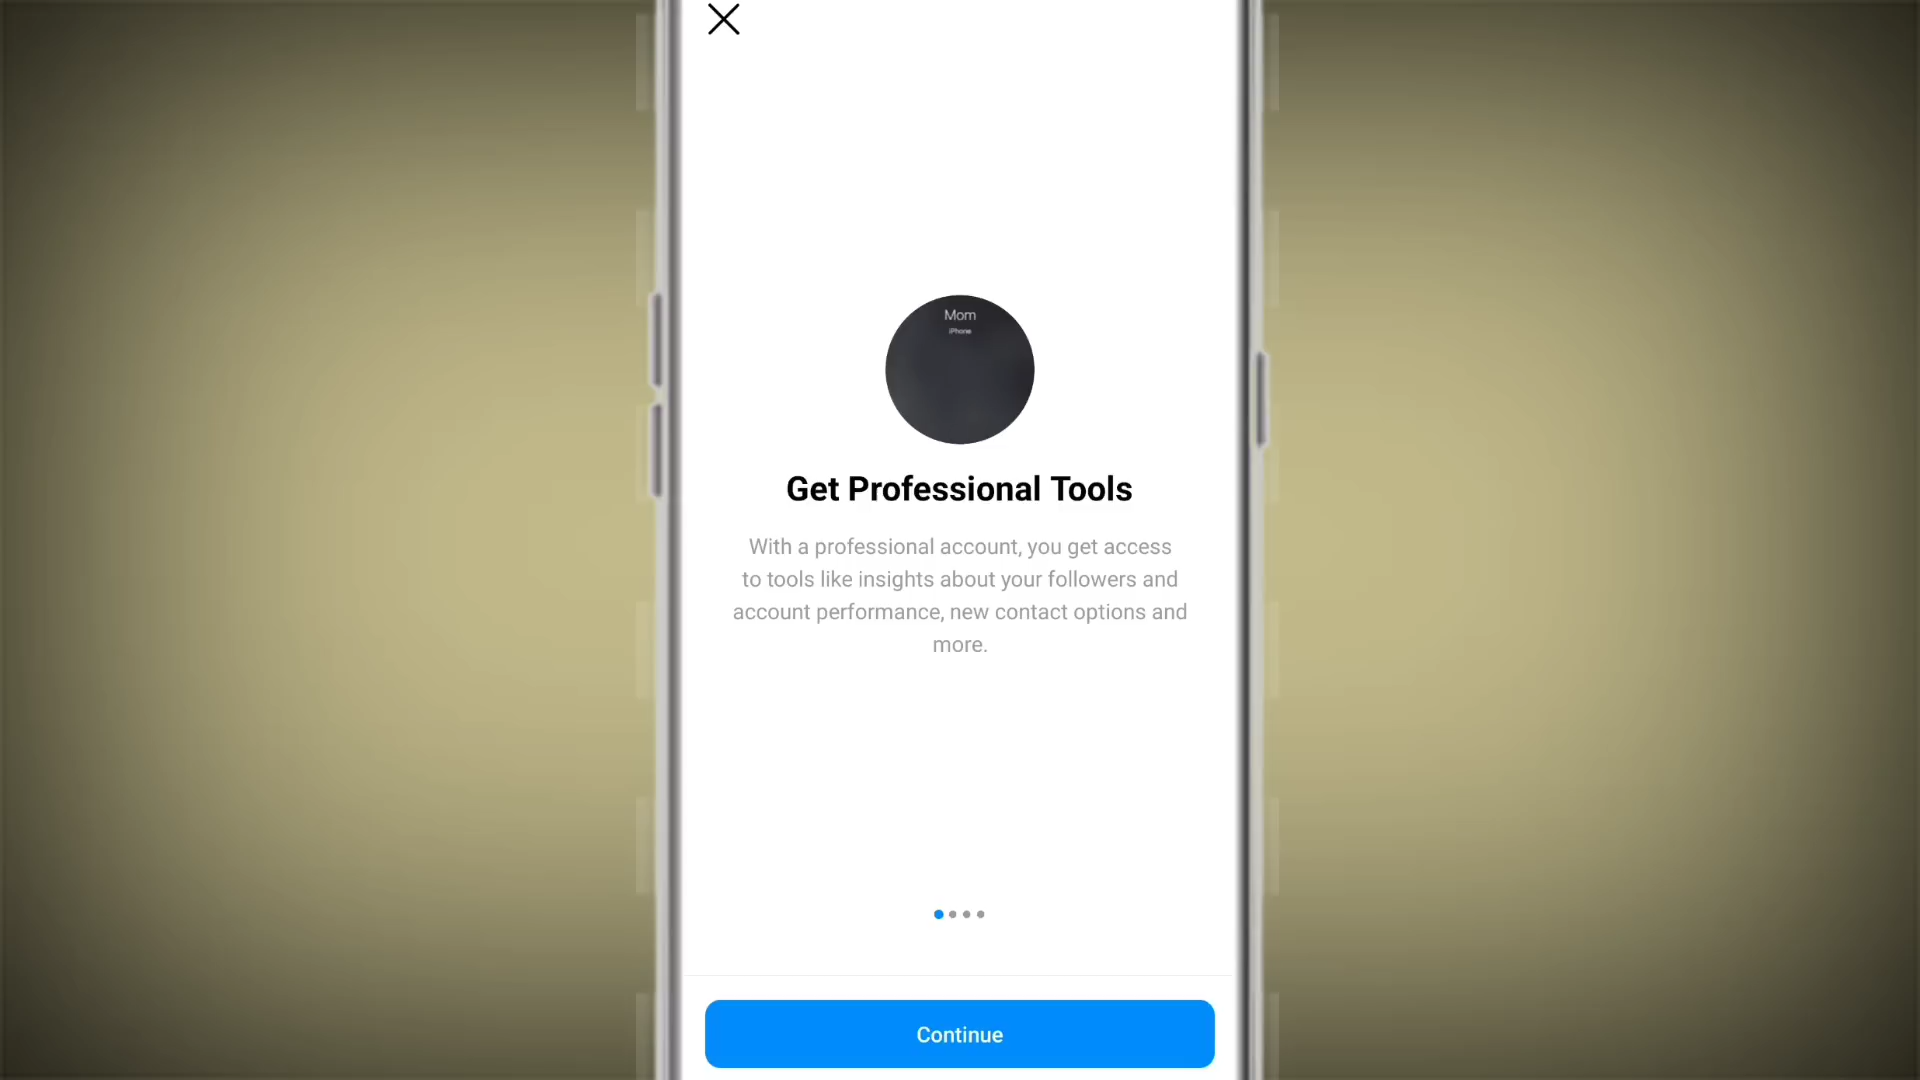 Mom
iPhone
Get Professional Tools
With a professional account, you get access
to tools like insights about your followers and
account performance, new contact options and
more.
Continue